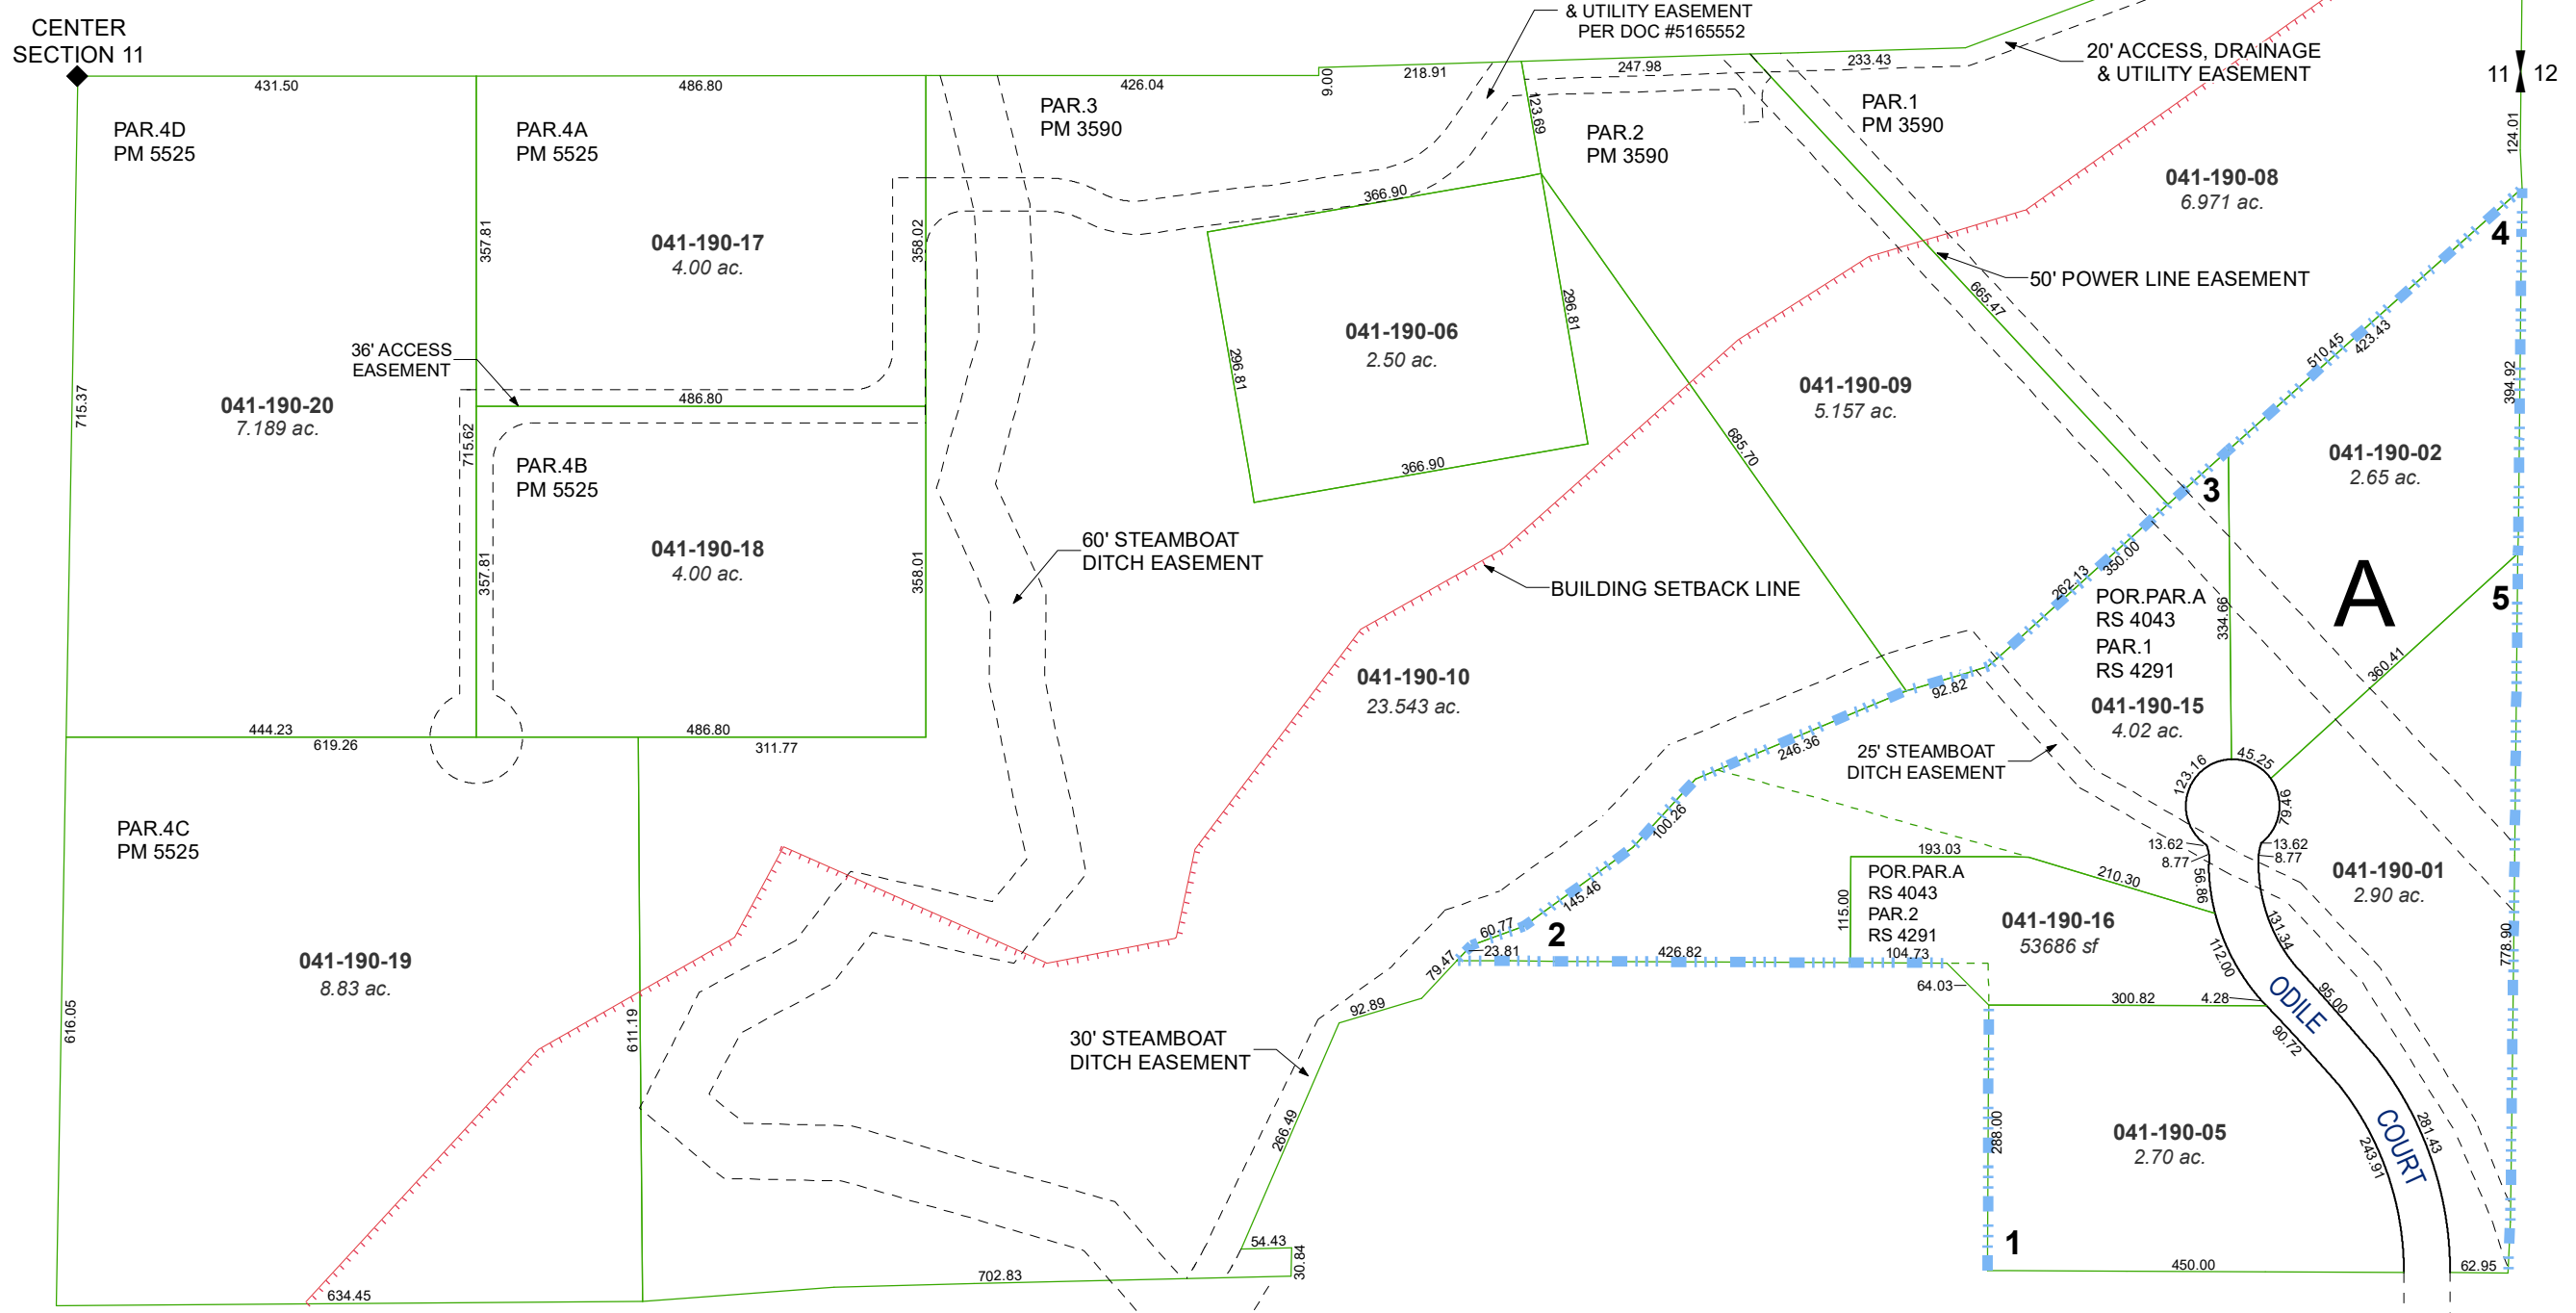 CENTER
SECTION 11
& UTILITY EASEMENT
PER DOC #5165552
20' ACCESS, DRAINAGE
& UTILITY EASEMENT
11 12
431.50
486.80
426.04
9.00
218.91
247.98
233.43
124.01
PAR.4D
PM 5525
PAR.4A
PM 5525
PAR.3
PM 3590
123.69
PAR.2
PM 3590
PAR.1
PM 3590
041-190-08
6.971 ac.
4
357.81
041-190-17
4.00 ac.
358.02
366.90
50' POWER LINE EASEMENT
665.47
296.81
041-190-06
2.50 ac.
296.81
36' ACCESS
EASEMENT
715.37
041-190-20
7.189 ac.
486.80
715.62
041-190-09
5.157 ac.
510.45
423.43
394.92
685.70
366.90
041-190-02
2.65 ac.
PAR.4B
PM 5525
3
041-190-18
4.00 ac.
357.81
358.01
60' STEAMBOAT
DITCH EASEMENT
BUILDING SETBACK LINE
262.13
350.00
POR.PAR.A
RS 4043
PAR.1
RS 4291
334.66
A
5
360.41
041-190-10
23.543 ac.
92.82
041-190-15
4.02 ac.
444.23
619.26
486.80
311.77
246.36
25' STEAMBOAT
DITCH EASEMENT
123.16
45.25
79.46
100.26
PAR.4C
PM 5525
13.62
8.77
13.62
8.77
193.03
210.30
56.86
041-190-01
2.90 ac.
145.46
115.00
POR.PAR.A
RS 4043
PAR.2
RS 4291
041-190-16
53686 sf
131.34
60.77
2
23.81
426.82
104.73
79.47
112.00
778.90
041-190-19
8.83 ac.
64.03
300.82
4.28
95.00
ODILE
COURT
90.72
92.89
616.05
611.19
30' STEAMBOAT
DITCH EASEMENT
266.49
288.00
041-190-05
2.70 ac.
281.43
243.91
1
54.43
30.84
702.83
634.45
450.00
62.95